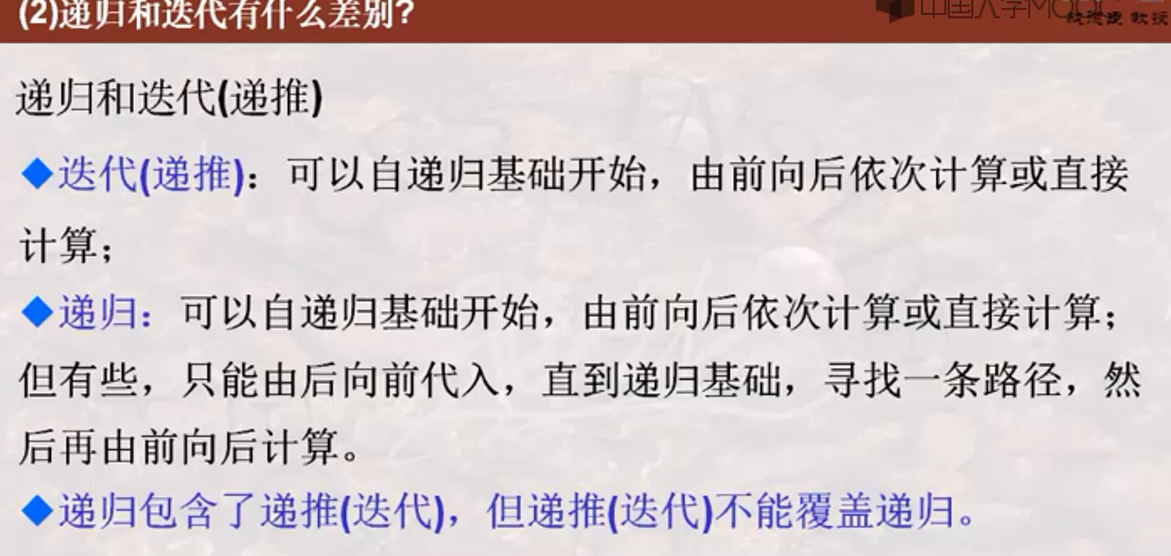 (2)递归和迭代有什么差别?
中国大学MOOC
教授
递归和迭代(递推)
◆迭代(递推)：可以自递归基础开始，由前向后依次计算或直接
计算；
◆递归：可以自递归基础开始，由前向后依次计算或直接计算；
但有些，只能由后向前代入，直到递归基础，寻找一条路径，然
后再由前向后计算。
◆递归包含了递推(迭代)，但递推(迭代)不能覆盖递归。